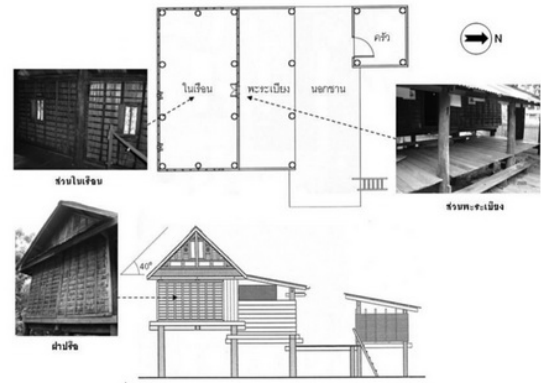 ครัว
N
ในเรือน
พะระเบียง
นอกชาน
ส่วนในเรือน
ส่วนพะระเบียง
40°
ฝาปรือ